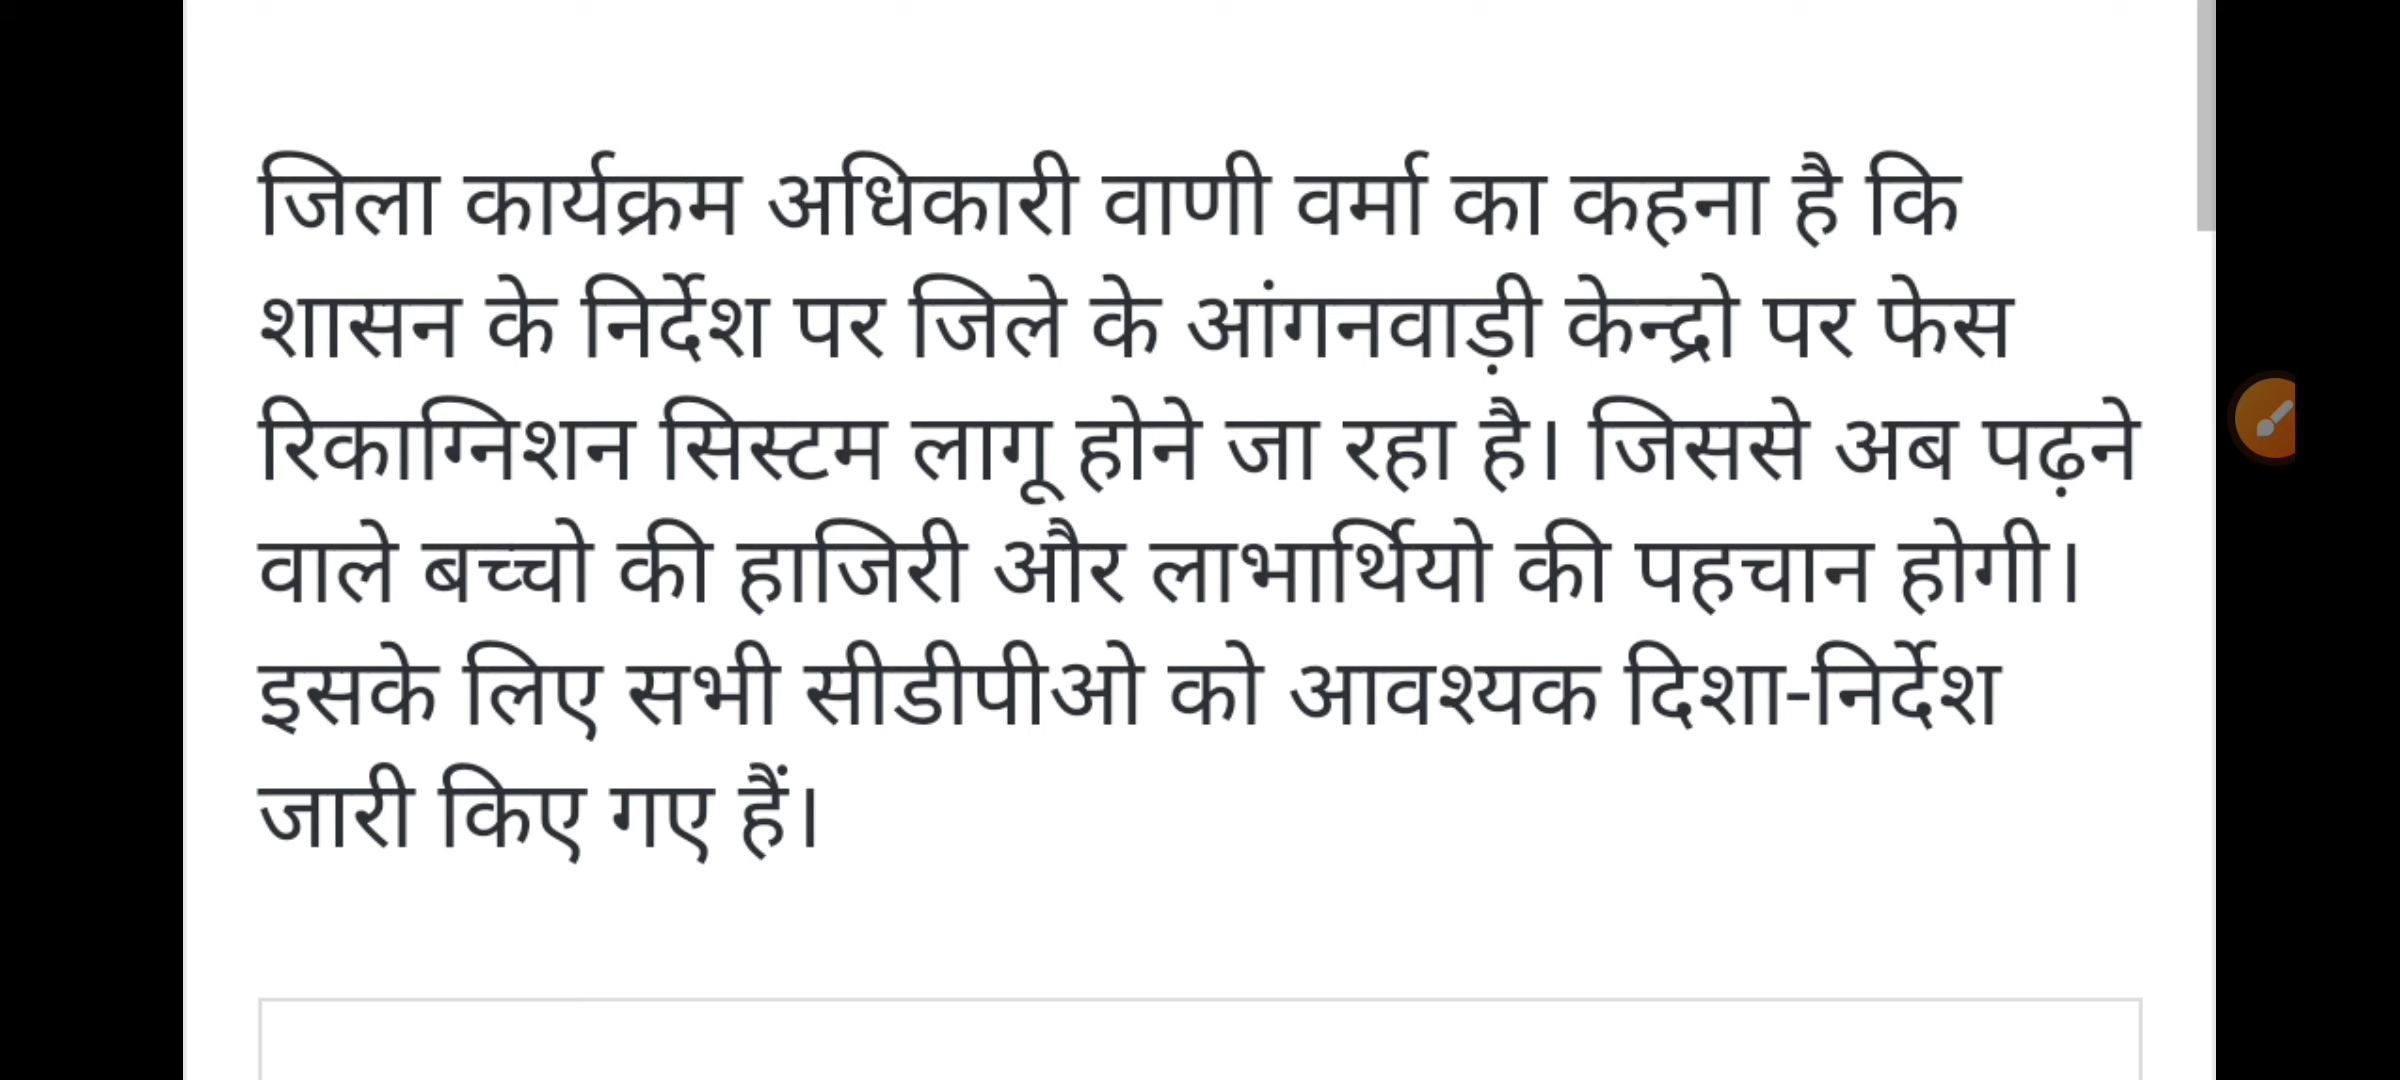 जिला कार्यक्रम अधिकारी वाणी वर्मा का कहना है कि
शासन के निर्देश पर जिले के आंगनवाड़ी केन्द्रो पर फेस
रिकाग्निशन सिस्टम लागू होने जा रहा है। जिससे अब पढ़ने
वाले बच्चो की हाजिरी और लाभार्थियो की पहचान होगी।
इसके लिए सभी सीडीपीओ को आवश्यक दिशा-निर्देश
जारी किए गए हैं।